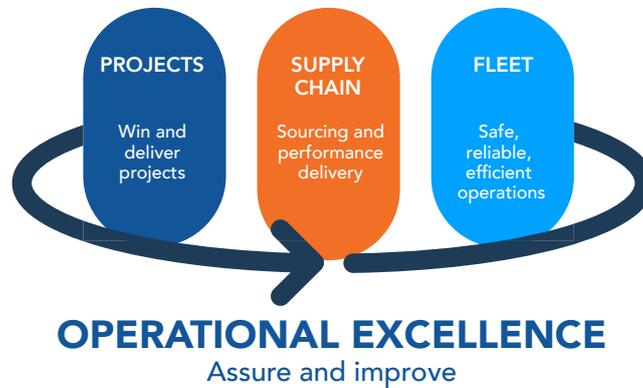 PROJECTS
Win and
deliver
projects
SUPPLY
CHAIN
Sourcing and
performance
delivery
FLEET
Safe,
reliable,
efficient
operations
OPERATIONAL EXCELLENCE
Assure and improve